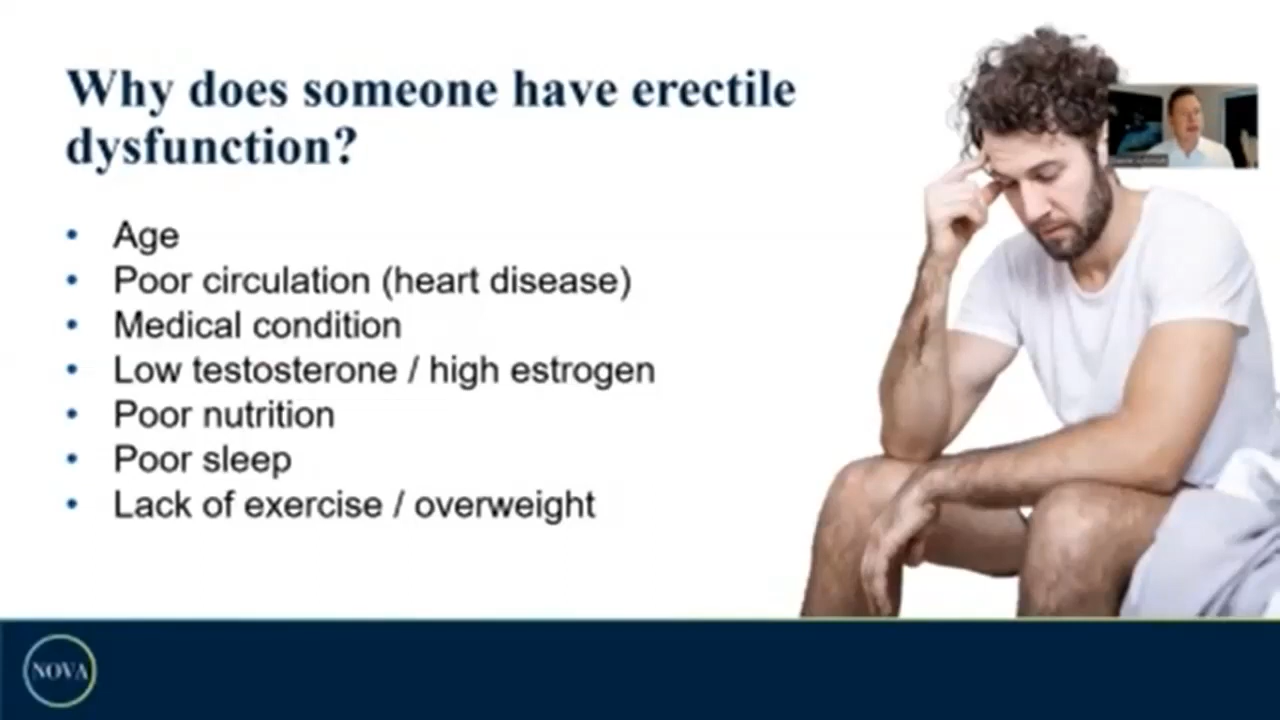 Why does someone have erectile
dysfunction?
• Age
• Poor circulation (heart disease)
• Medical condition
• Low testosterone / high estrogen
• Poor nutrition
• Poor sleep
• Lack of exercise / overweight
NOVA